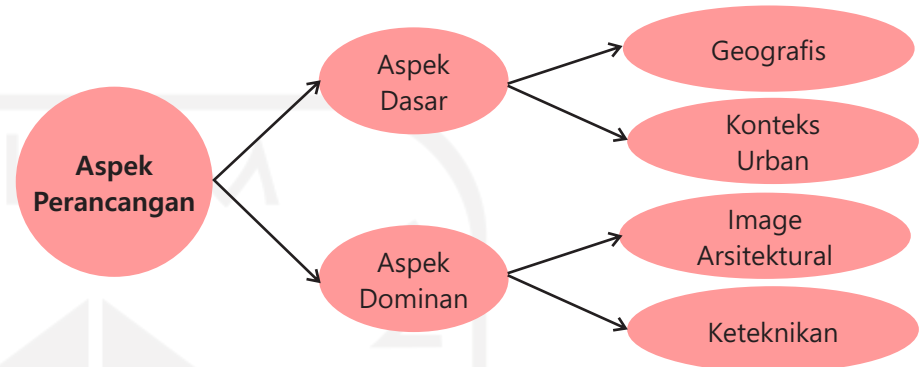 Aspek
Perancangan
Aspek
Dasar
Geografis
Konteks
Urban
Aspek
Dominan
Image
Arsitektural
Keteknikan